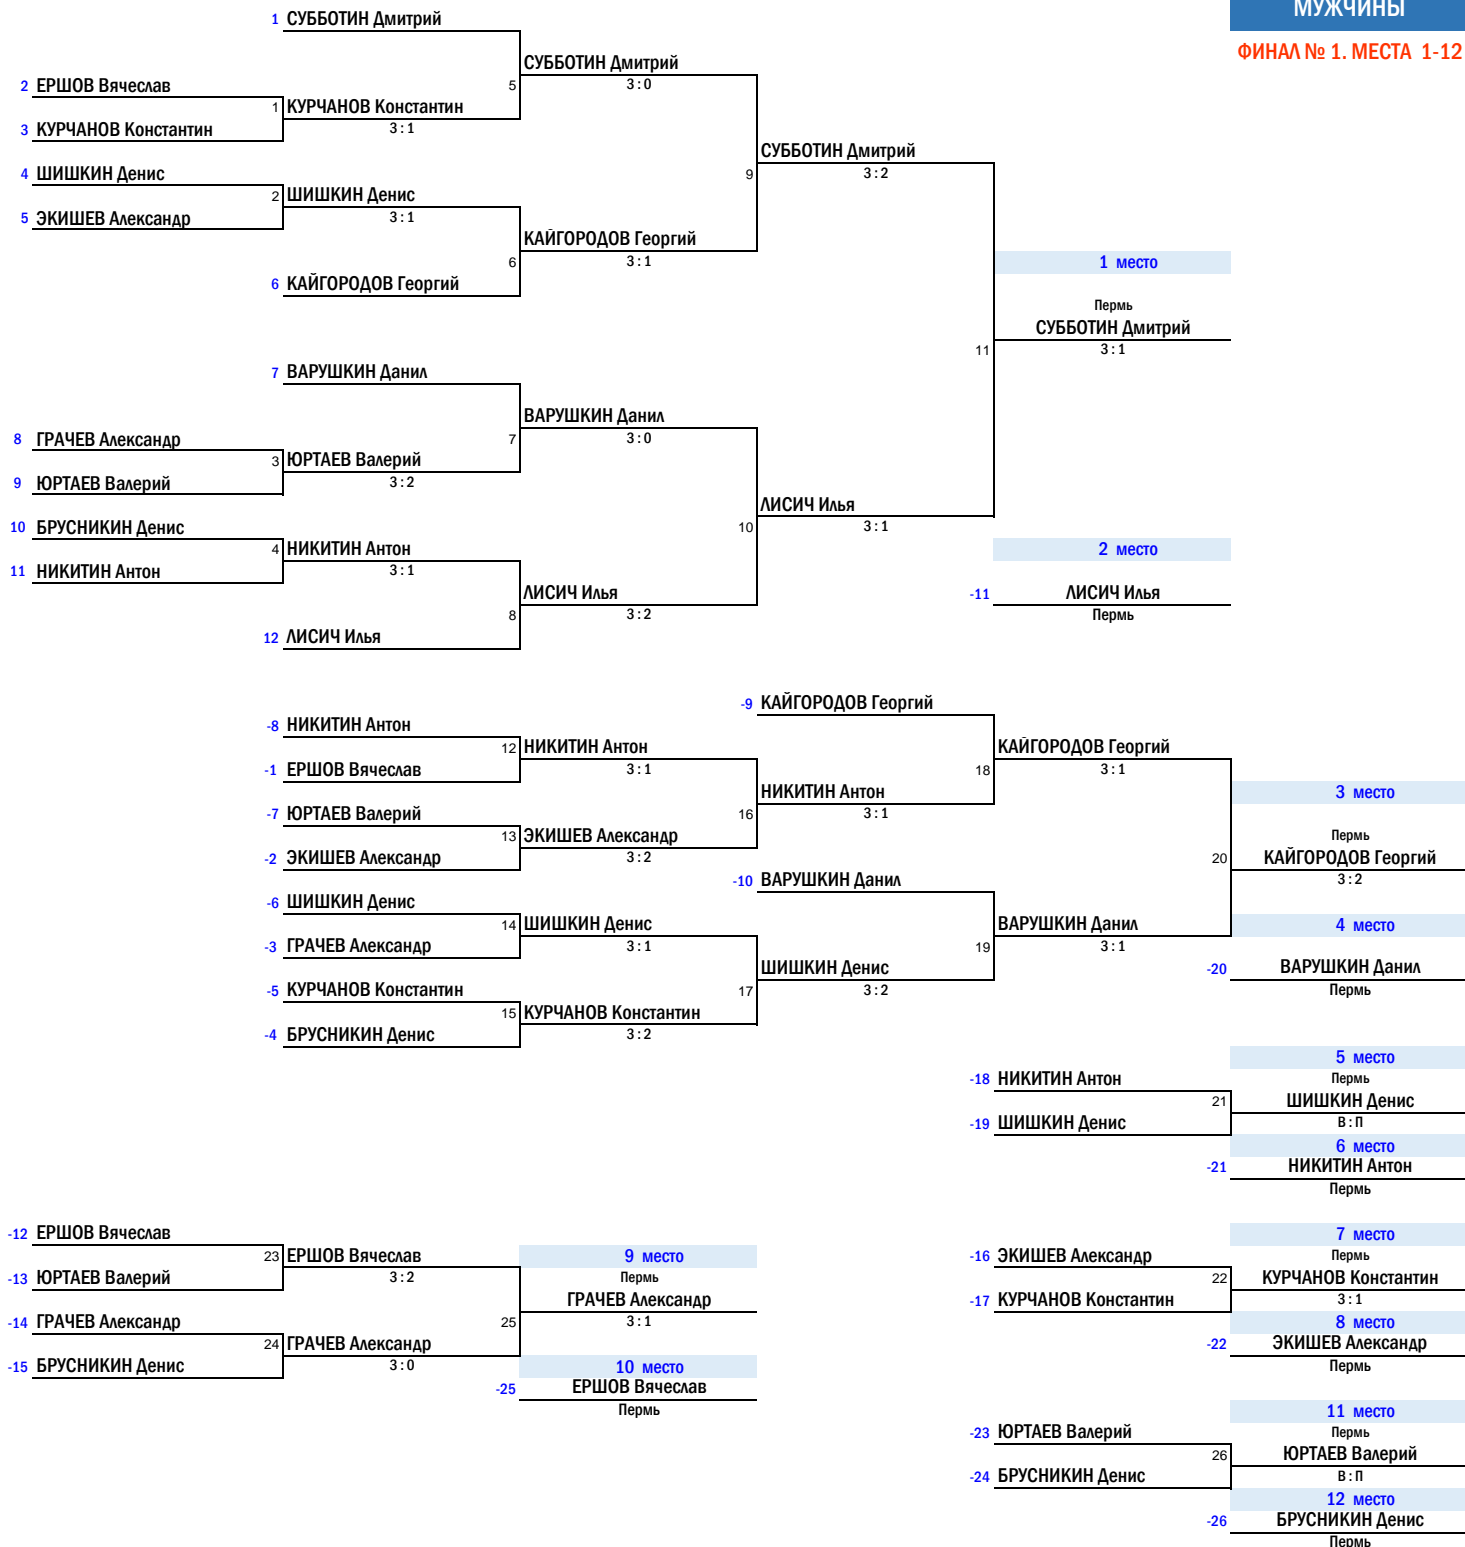 МУЖЧИНЫ
ФИНАЛ № 1. МЕСТА 1-12
1 СУББОТИН Дмитрий
СУББОТИН Дмитрий
2 ЕРШОВ Вячеслав
5 3:0
1 КУРЧАНОВ Константин
3 КУРЧАНОВ Константин
3:1
СУББОТИН Дмитрий
4 ШИШКИН Денис
9 3:2
2 ШИШКИН Денис
5 ЭКИШЕВ Александр
3:1
КАЙГОРОДОВ Георгий
6 3:1
1 место
6 КАЙГОРОДОВ Георгий
Пермь
СУББОТИН Дмитрий
11 3:1
7 ВАРУШКИН Данил
ВАРУШКИН Данил
8 ГРАЧЕВ Александр
7 3:0
3 ЮРТАЕВ Валерий
9 ЮРТАЕВ Валерий
3:2
ЛИСИЧ Илья
10 БРУСНИКИН Денис
10 3:1
4 НИКИТИН Антон
2 место
11 НИКИТИН Антон
3:1
ЛИСИЧ Илья
-11 ЛИСИЧ Илья
8 3:2
Пермь
12 ЛИСИЧ Илья
-9 КАЙГОРОДОВ Георгий
-8 НИКИТИН Антон
12 НИКИТИН Антон
КАЙГОРОДОВ Георгий
-1 ЕРШОВ Вячеслав
3:1
18 3:1
НИКИТИН Антон
3 место
-7 ЮРТАЕВ Валерий
16 3:1
13 ЭКИШЕВ Александр
Пермь
-2 ЭКИШЕВ Александр
3:2
20 КАЙГОРОДОВ Георгий
3:2
-10 ВАРУШКИН Данил
-6 ШИШКИН Денис
14 ШИШКИН Денис
ВАРУШКИН Данил
4 место
-3 ГРАЧЕВ Александр
3:1
19 3:1
ШИШКИН Денис
-20 ВАРУШКИН Данил
-5 КУРЧАНОВ Константин
17 3:2
Пермь
15 КУРЧАНОВ Константин
-4 БРУСНИКИН Денис
3:2
5 место
-18 НИКИТИН Антон
Пермь
21 ШИШКИН Денис
-19 ШИШКИН Денис
В:П
6 место
-21 НИКИТИН Антон
Пермь
-12 ЕРШОВ Вячеслав
7 место
23 ЕРШОВ Вячеслав
9 место
-16 ЭКИШЕВ Александр
Пермь
-13 ЮРТАЕВ Валерий
3:2
Пермь
22 КУРЧАНОВ Константин
ГРАЧЕВ Александр
-17 КУРЧАНОВ Константин
3:1
-14 ГРАЧЕВ Александр
25 3:1
8 место
24 ГРАЧЕВ Александр
-22 ЭКИШЕВ Александр
-15 БРУСНИКИН Денис
3:0
10 место
Пермь
-25 ЕРШОВ Вячеслав
Пермь
11 место
-23 ЮРТАЕВ Валерий
Пермь
26 ЮРТАЕВ Валерий
-24 БРУСНИКИН Денис
В:П
12 место
-26 БРУСНИКИН Денис
Пермь